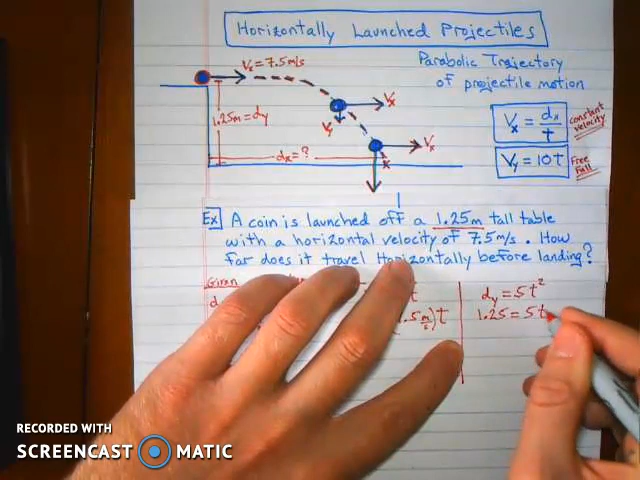 Horizontally Launched Projectiles
Vx = 7.5 m/s
Parabolic Trajectory
of projectile motion
1.25m = dy
Vx
Vy
Vx
dx = ?
Vx = dx/t
constant
velocity
Vy = 10t
Free
Fall
Ex A coin is launched off a 1.25m tall table
with a horizontal velocity of 7.5 m/s. How
far does it travel Horizontally before landing?
Given
d
t
.5 m/s)t
dy = 5t²
1.25 = 5t
RECORDED WITH
SCREENCAST MATIC